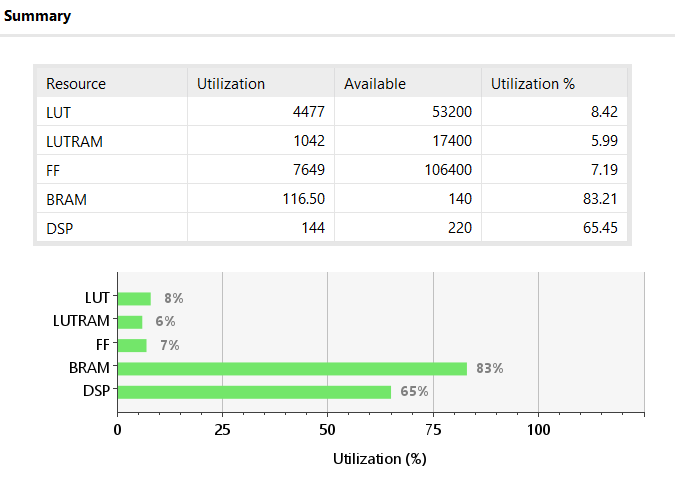 Summary
Resource Utilization Available Utilization %
LUT 4477 53200 8.42
LUTRAM 1042 17400 5.99
FF 7649 106400 7.19
BRAM 116.50 140 83.21
DSP 144 220 65.45
LUT 8%
LUTRAM 6%
FF 7%
BRAM 83%
DSP 65%
0 25 50 75 100
Utilization (%)